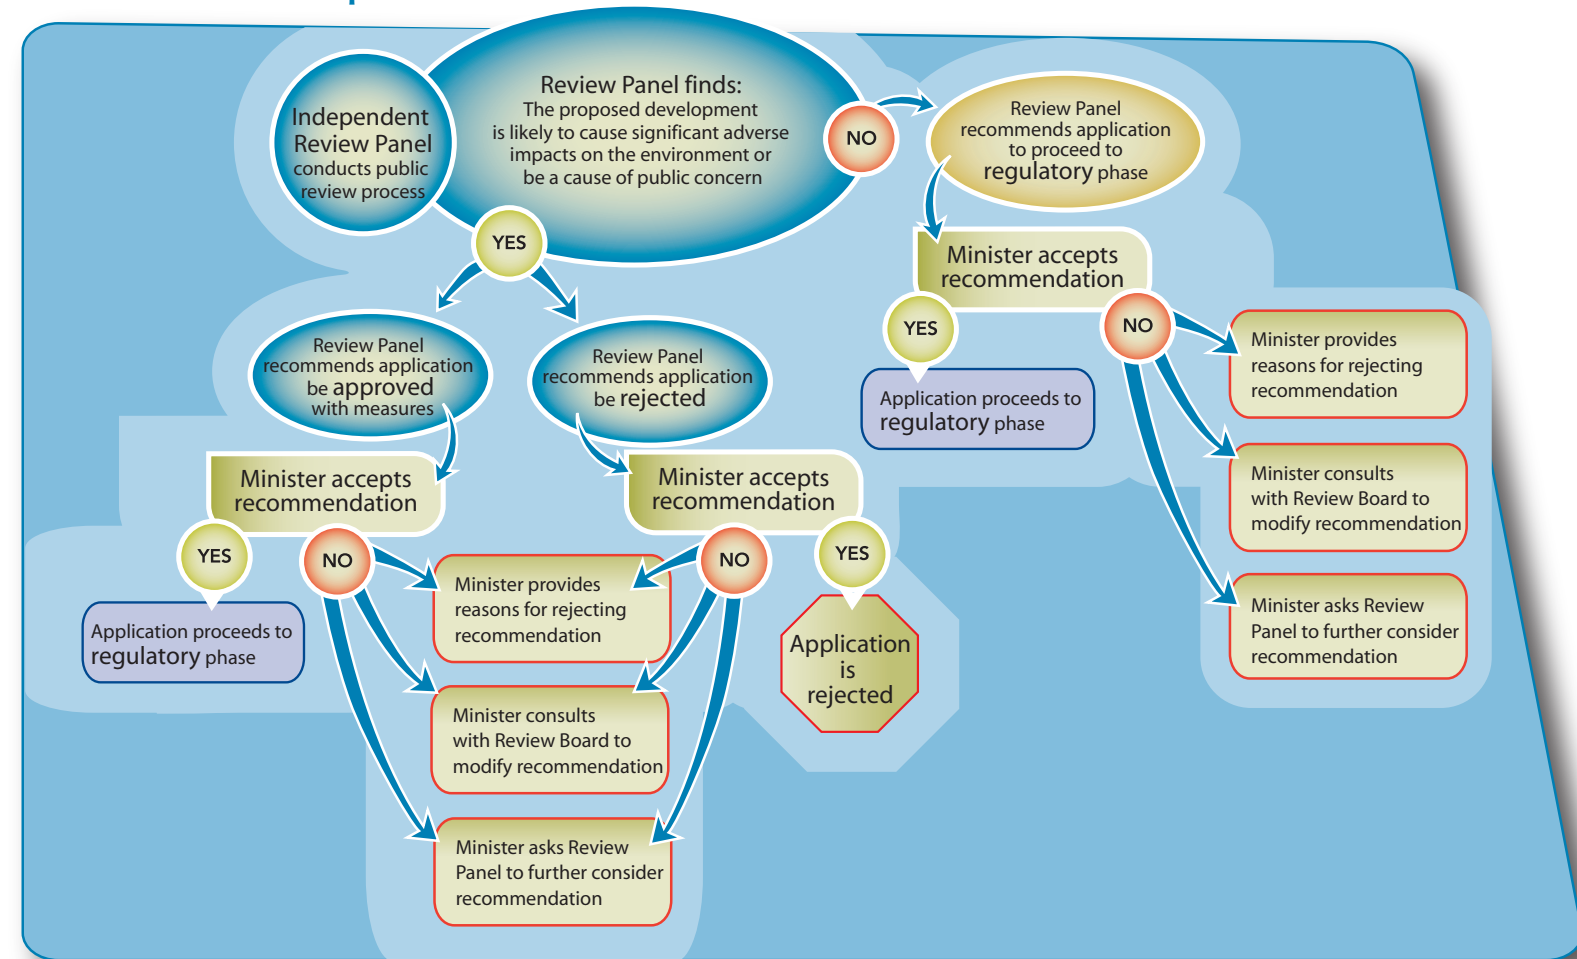 Independent
Review Panel
conducts public
review process
Review Panel finds:
The proposed development
is likely to cause significant adverse
impacts on the environment or
be a cause of public concern
NO
Review Panel
recommends application
to proceed to
regulatory phase
YES
Minister accepts
recommendation
YES
NO
Application proceeds to
regulatory phase
Minister provides
reasons for rejecting
recommendation
Minister consults
with Review Board to
modify recommendation
Minister asks Review
Panel to further consider
recommendation
Review Panel
recommends application
be approved
with measures
Review Panel
recommends application
be rejected
Minister accepts
recommendation
YES
NO
Application proceeds to
regulatory phase
Minister accepts
recommendation
NO
YES
Application
is
rejected
Minister provides
reasons for rejecting
recommendation
Minister consults
with Review Board to
modify recommendation
Minister asks Review
Panel to further consider
recommendation